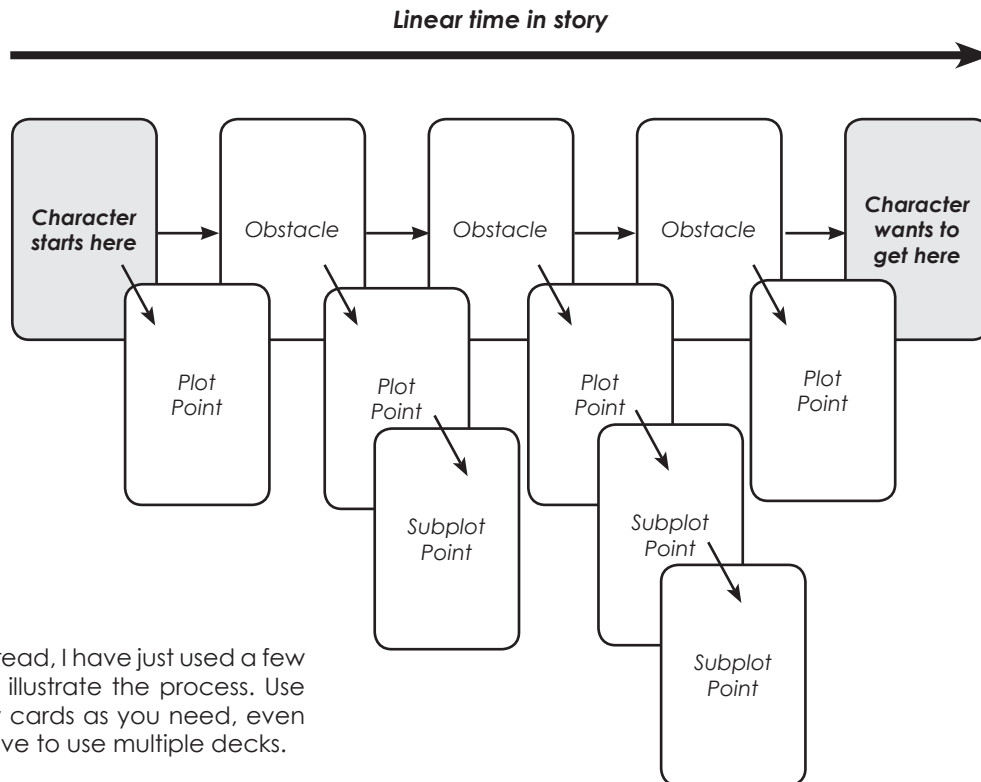 Linear time in story
Character
starts here
Obstacle
Obstacle
Obstacle
Character
wants to
get here
Plot
Point
Plot
Point
Plot
Point
Plot
Point
Subplot
Point
Subplot
Point
Subplot
Point
read, I have just used a few
illustrate the process. Use
cards as you need, even
ve to use multiple decks.